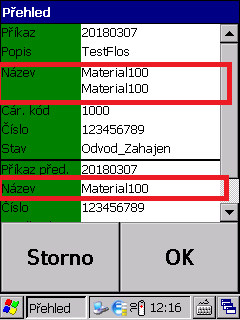 Přehled
Příkaz 20180307
Popis TestFlos
Název Material100
Material100
Čár. kód 1000
Číslo 123456789
Stav Odvod_Zahajen
Příkaz před. 20180307
Název Material100
Číslo 123456789
Storno OK
Přehled 12:16